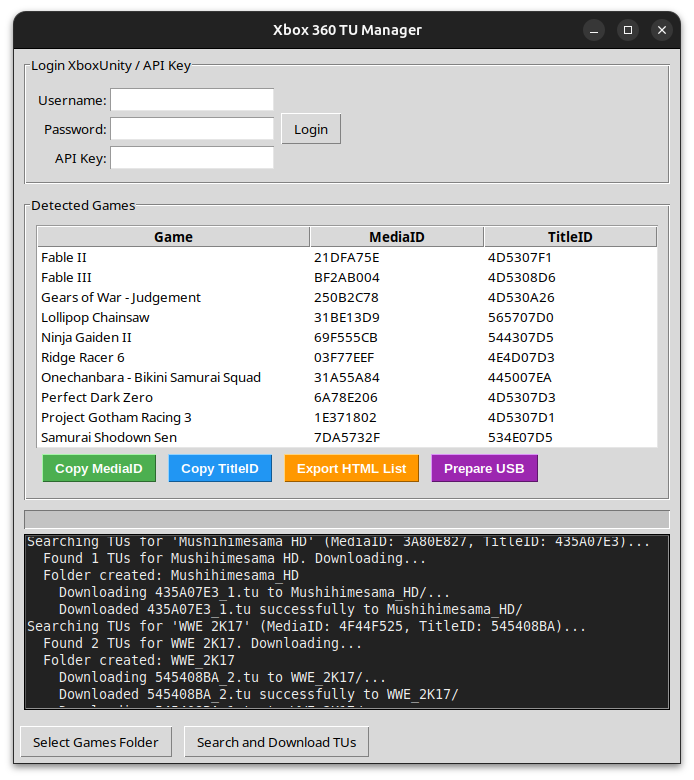 Xbox 360 TU Manager
Login XboxUnity / API Key
Username:
Password:
Login
API Key:
Detected Games
Game MediaID TitleID
Fable II 21DFA75E 4D5307F1
Fable III BF2AB004 4D5308D6
Gears of War - Judgement 250B2C78 4D530A26
Lollipop Chainsaw 31BE13D9 565707D0
Ninja Gaiden II 69F555CB 544307D5
Ridge Racer 6 03F77EEF 4E4D07D3
Onechanbara - Bikini Samurai Squad 31A55A84 445007EA
Perfect Dark Zero 6A78E206 4D5307D3
Project Gotham Racing 3 1E371802 4D5307D1
Samurai Shodown Sen 7DA5732F 534E07D5
Copy MediaID Copy TitleID Export HTML List Prepare USB
Searching TUs for 'Mushihimesama HD' (MediaID: 3A80E827, TitleID: 435A07E3)...
Found 1 TUs for Mushihimesama HD. Downloading...
Folder created: Mushihimesama_HD
Downloading 435A07E3_1.tu to Mushihimesama_HD/...
Downloaded 435A07E3_1.tu successfully to Mushihimesama_HD/
Searching TUs for 'WWE 2K17' (MediaID: 4F44F525, TitleID: 545408BA)...
Found 2 TUs for WWE 2K17. Downloading...
Folder created: WWE_2K17
Downloading 545408BA_2.tu to WWE_2K17/...
Downloaded 545408BA_2.tu successfully to WWE_2K17/
Select Games Folder Search and Download TUs